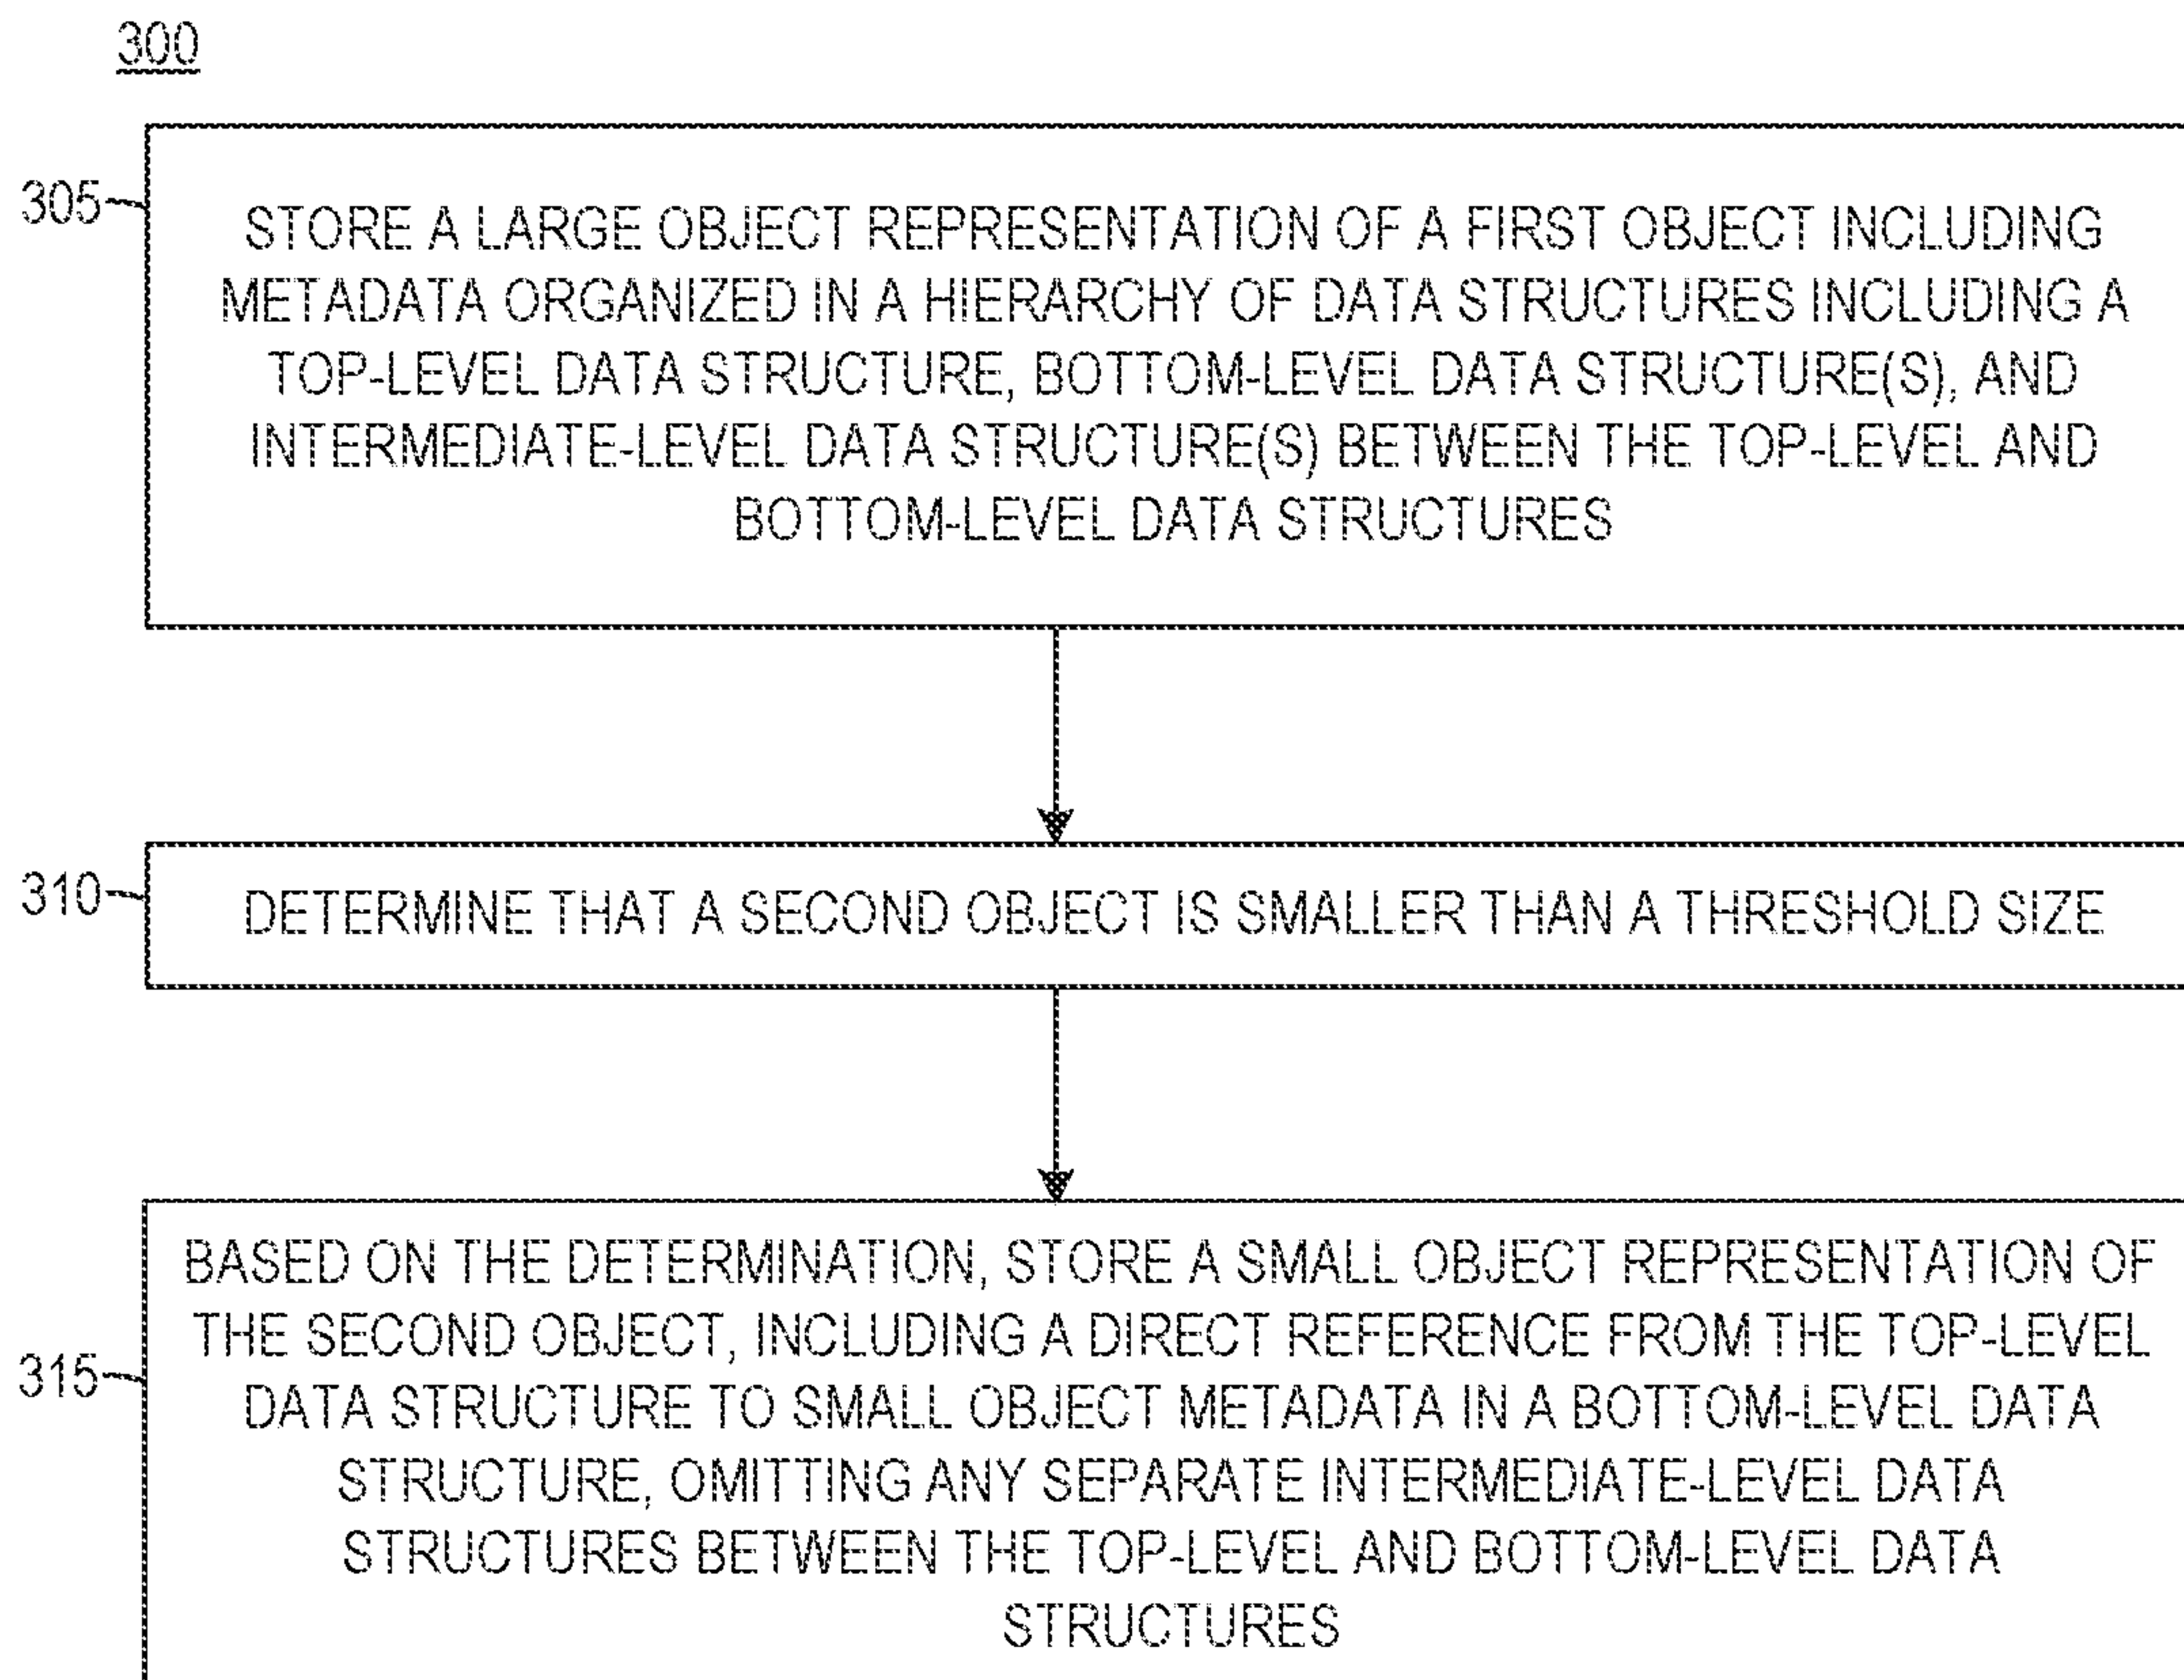 300
305
STORE A LARGE OBJECT REPRESENTATION OF A FIRST OBJECT INCLUDING
METADATA ORGANIZED IN A HIERARCHY OF DATA STRUCTURES INCLUDING A
TOP-LEVEL DATA STRUCTURE, BOTTOM-LEVEL DATA STRUCTURE(S), AND
INTERMEDIATE-LEVEL DATA STRUCTURE(S) BETWEEN THE TOP-LEVEL AND
BOTTOM-LEVEL DATA STRUCTURES
310
DETERMINE THAT A SECOND OBJECT IS SMALLER THAN A THRESHOLD SIZE
315
BASED ON THE DETERMINATION, STORE A SMALL OBJECT REPRESENTATION OF
THE SECOND OBJECT, INCLUDING A DIRECT REFERENCE FROM THE TOP-LEVEL
DATA STRUCTURE TO SMALL OBJECT METADATA IN A BOTTOM-LEVEL DATA
STRUCTURE, OMITTING ANY SEPARATE INTERMEDIATE-LEVEL DATA
STRUCTURES BETWEEN THE TOP-LEVEL AND BOTTOM-LEVEL DATA
STRUCTURES